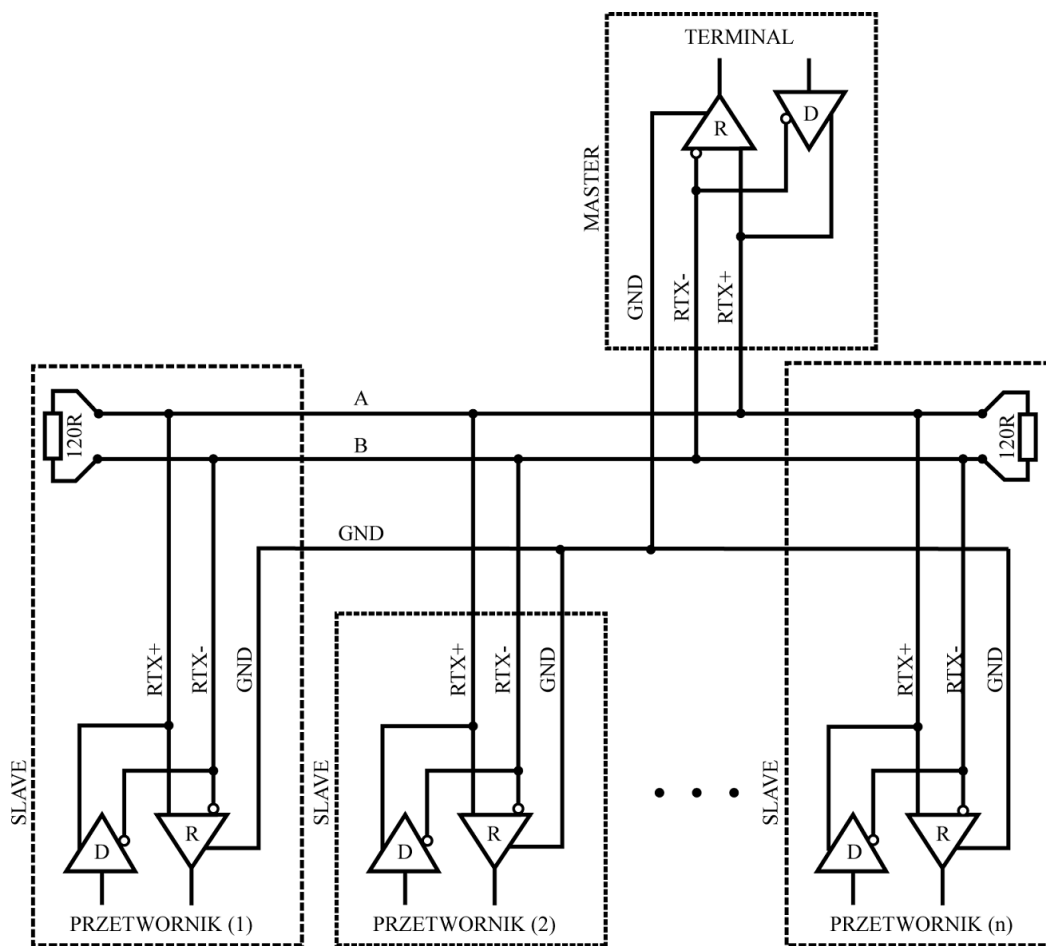 TERMINAL
R
D
MASTER
GND
RTX-
RTX+
120R
A
B
120R
GND
SLAVE
RTX+
RTX-
GND
D
R
PRZETWORNIK (1)
SLAVE
RTX+
RTX-
GND
D
R
PRZETWORNIK (2)
SLAVE
RTX+
RTX-
GND
D
R
PRZETWORNIK (n)